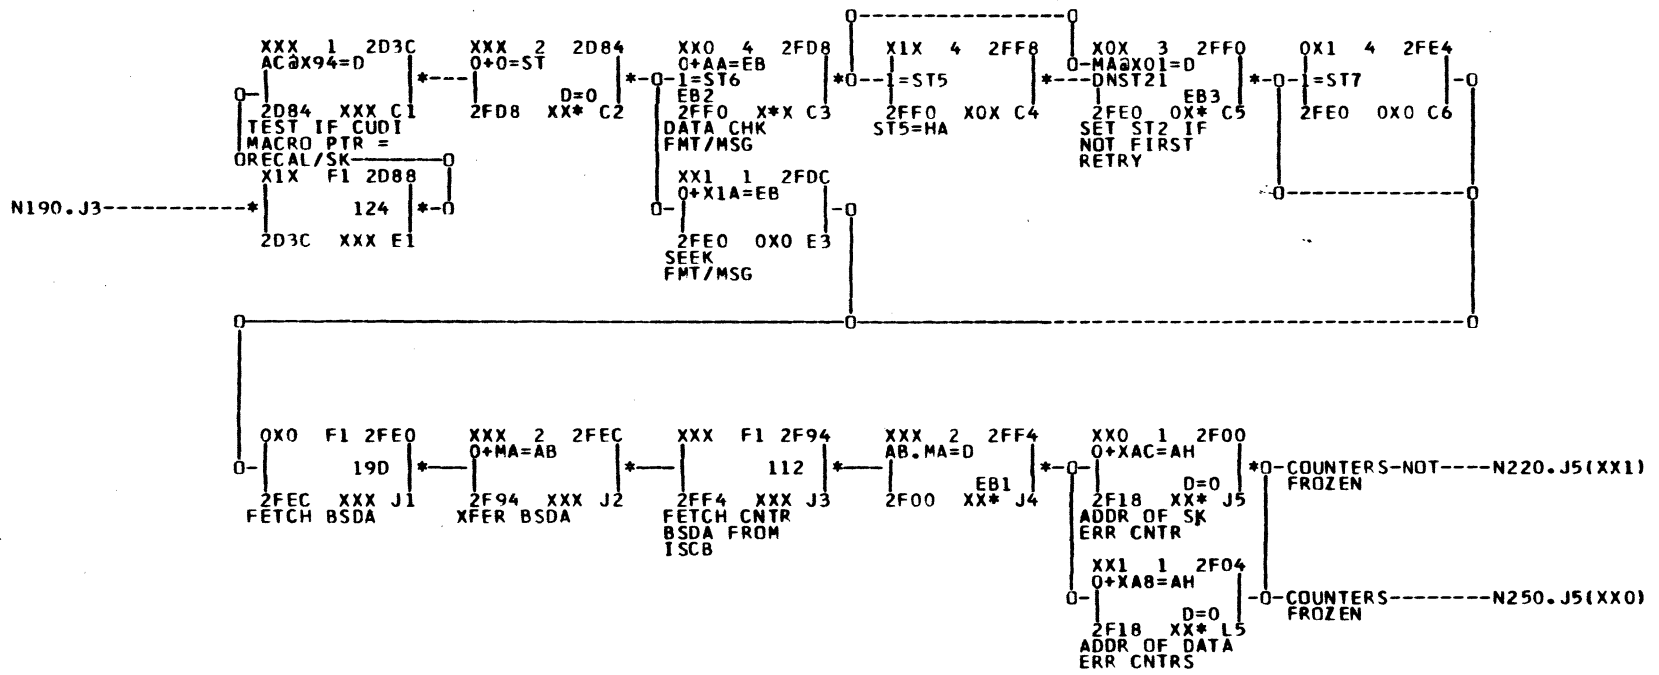 XXX 1 2D3C
AC@X94=D
2D84 XXX C1
TEST IF CUDI
MACRO PTR =
RECAL/SK
XXX 2 2D84
0+0=ST
D=0
2FD8 XX* C2
XX0 4 2FD8
0+AA=EB
1=ST6
EB2
2FF0 X*X C3
DATA CHK
FMT/MSG
X1X 4 2FF8
1=ST5
2FF0 X0X C4
ST5=HA
X0X 3 2FF0
MA@X01=D
DNST21
EB3
2FE0 0X* C5
SET ST2 IF
NOT FIRST
RETRY
0X1 4 2FE4
1=ST7
2FE0 0X0 C6
N190.J3
X1X F1 2D88
124
2D3C XXX E1
XX1 1 2FDC
0+X1A=EB
2FE0 0X0 E3
SEEK
FMT/MSG
0X0 F1 2FE0
19D
2FEC XXX J1
FETCH BSDA
XXX 2 2FEC
0+MA=AB
2F94 XXX J2
XFER BSDA
XXX F1 2F94
112
2FF4 XXX J3
FETCH CNTR
BSDA FROM
ISCB
XXX 2 2FF4
AB.MA=D
EB1
2F00 XX* J4
XX0 1 2F00
0+XAC=AH
D=0
2F18 XX* J5
ADDR OF SK
ERR CNTR
COUNTERS-NOT----N220.J5(XX1)
FROZEN
XX1 1 2F04
0+XA8=AH
D=0
2F18 XX* L5
ADDR OF DATA
ERR CNTRS
COUNTERS--------N250.J5(XX0)
FROZEN